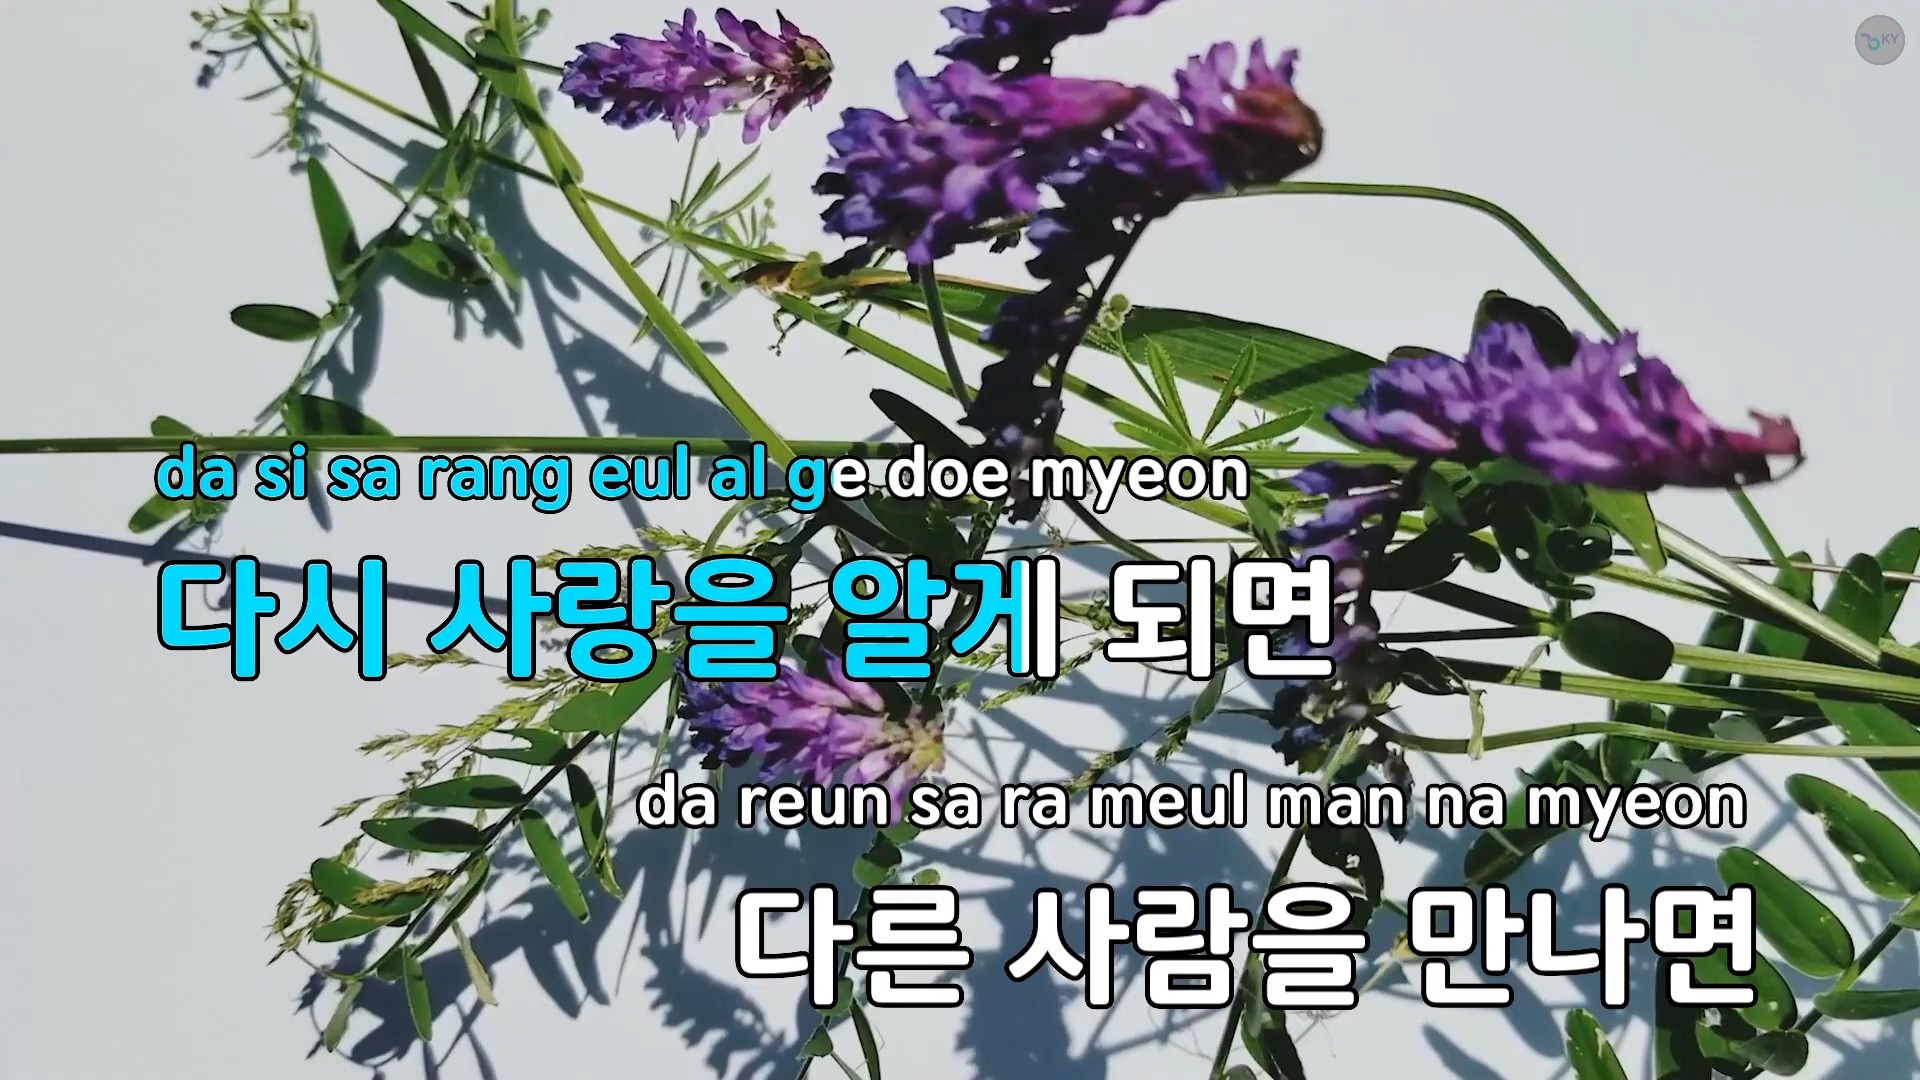 KY
da si sa rang eul al ge doe myeon
다시 사랑을 알게 되면
da reun sa ra meul man na myeon
다른 사람을 만나면